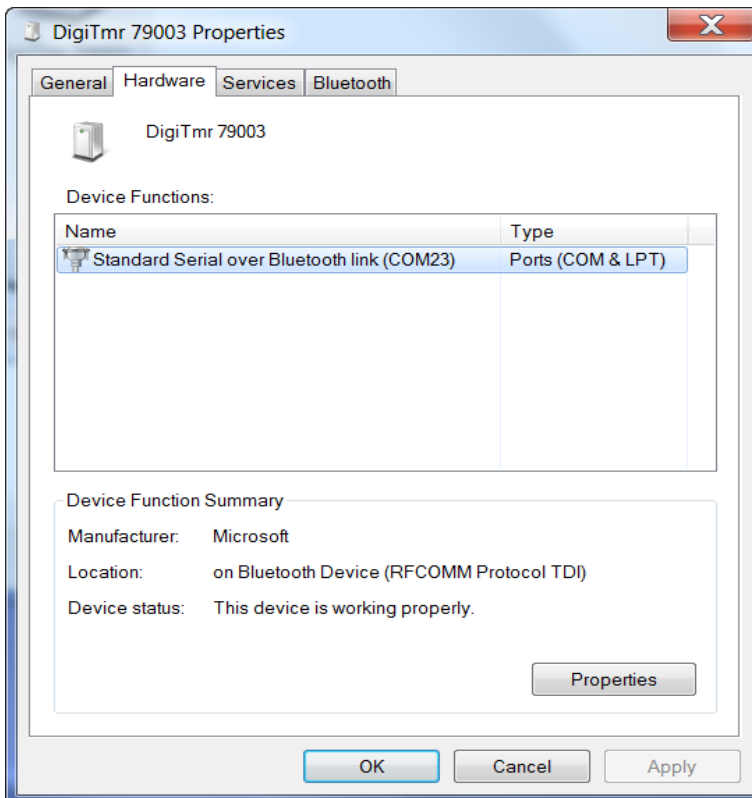 DigiTmr 79003 Properties
General Hardware Services Bluetooth
DigiTmr 79003
Device Functions:
Name Type
Standard Serial over Bluetooth link (COM23) Ports (COM & LPT)
Device Function Summary
Manufacturer: Microsoft
Location: on Bluetooth Device (RFCOMM Protocol TDI)
Device status: This device is working properly.
Properties
OK Cancel Apply